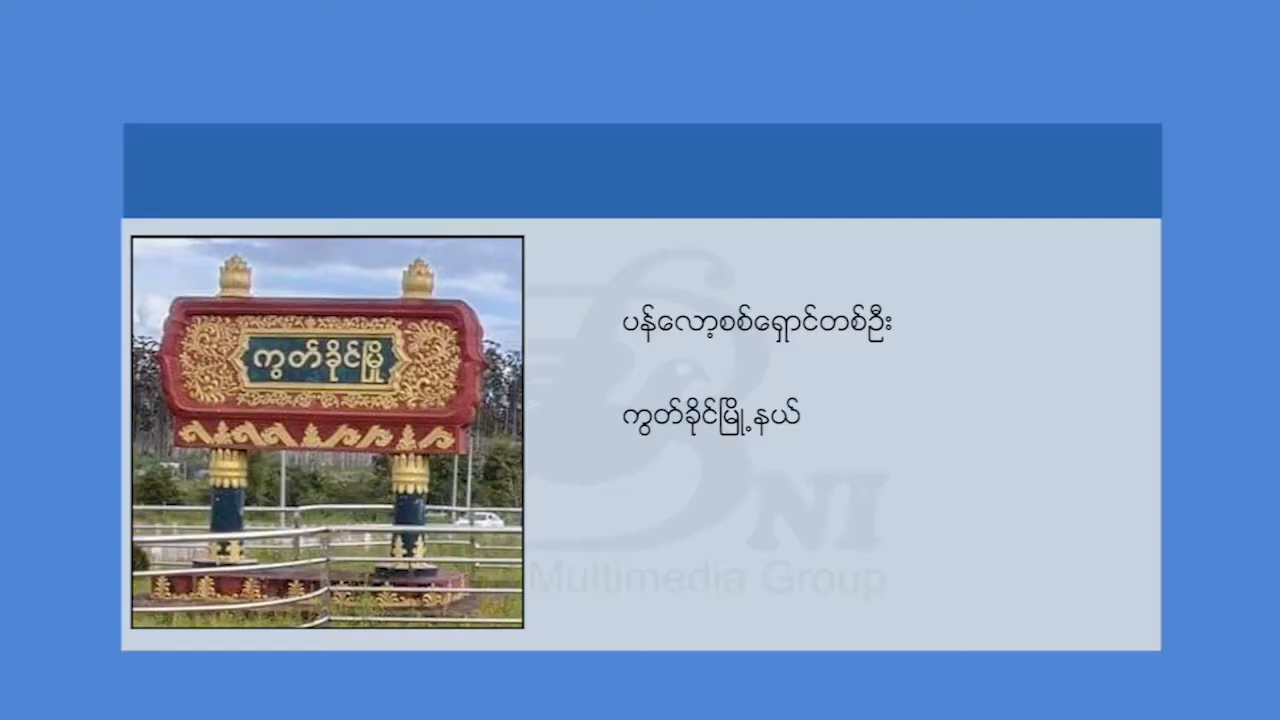 ကွတ်ခိုင်မြို့
ပန်လော့စစ်ရှောင်တစ်ဦး
ကွတ်ခိုင်မြို့နယ်
BNI
Multimedia Group